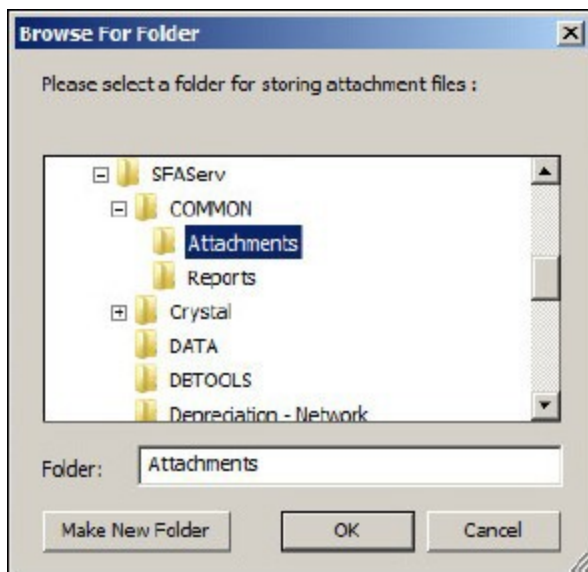 Browse For Folder
Please select a folder for storing attachment files :
SFAServ
COMMON
Attachments
Reports
Crystal
DATA
DBTOOLS
Depreciation - Network
Folder: Attachments
Make New Folder OK Cancel